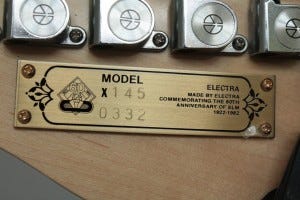 MODEL
X145
0332
ELECTRA
MADE BY ELECTRA
COMMEMORATING THE 60TH
ANNIVERSARY OF SLM
1922-1982